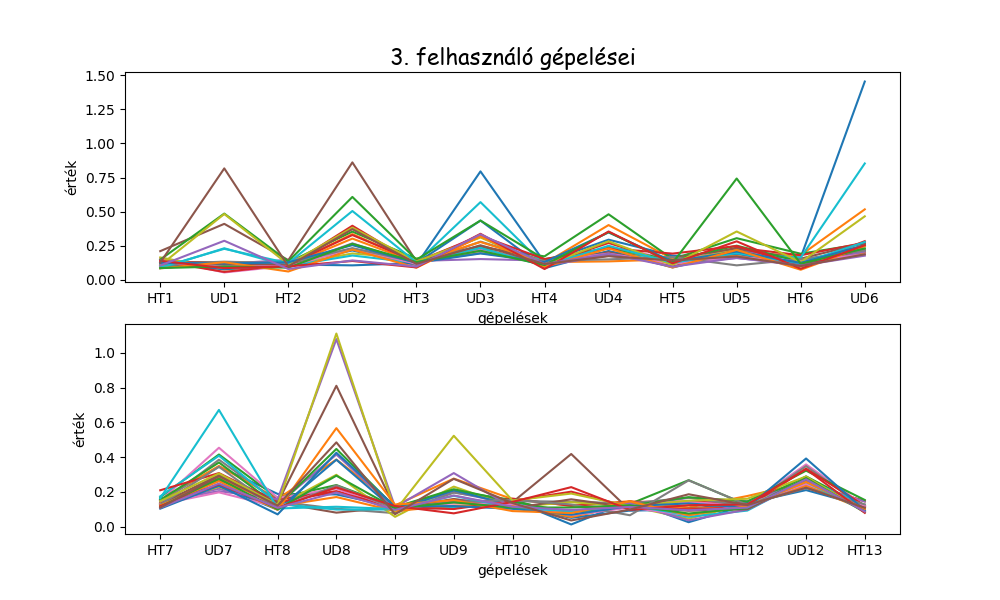 3. felhasználó gépelései
érték
1.50
1.25
1.00
0.75
0.50
0.25
0.00
HT1 UD1 HT2 UD2 HT3 UD3 HT4 UD4 HT5 UD5 HT6 UD6
gépelések
érték
1.0
0.8
0.6
0.4
0.2
0.0
HT7 UD7 HT8 UD8 HT9 UD9 HT10 UD10 HT11 UD11 HT12 UD12 HT13
gépelések